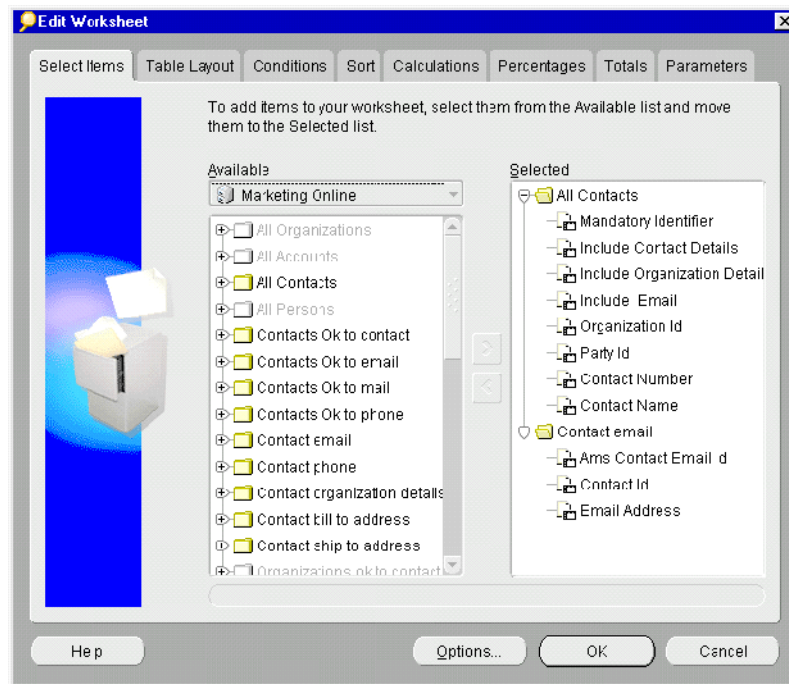 Edit Worksheet
Select Items
Table Layout
Conditions
Sort
Calculations
Percentages
Totals
Parameters
To add items to your worksheet, select them from the Available list and move
them to the Selected list.
Available
Marketing Online
All Organizations
All Accounts
All Contacts
All Persons
Contacts Ok to contact
Contacts Ok to email
Contacts Ok to mail
Contacts Ok to phone
Contact email
Contact phone
Contact organization details
Contact bill to address
Contact ship to address
Organizations ok to contact
Selected
All Contacts
Mandatory Identifier
Include Contact Details
Include Organization Detail
Include Email
Organization Id
Party Id
Contact Number
Contact Name
Contact email
Ams Contact Email Id
Contact Id
Email Address
Help
Options...
OK
Cancel